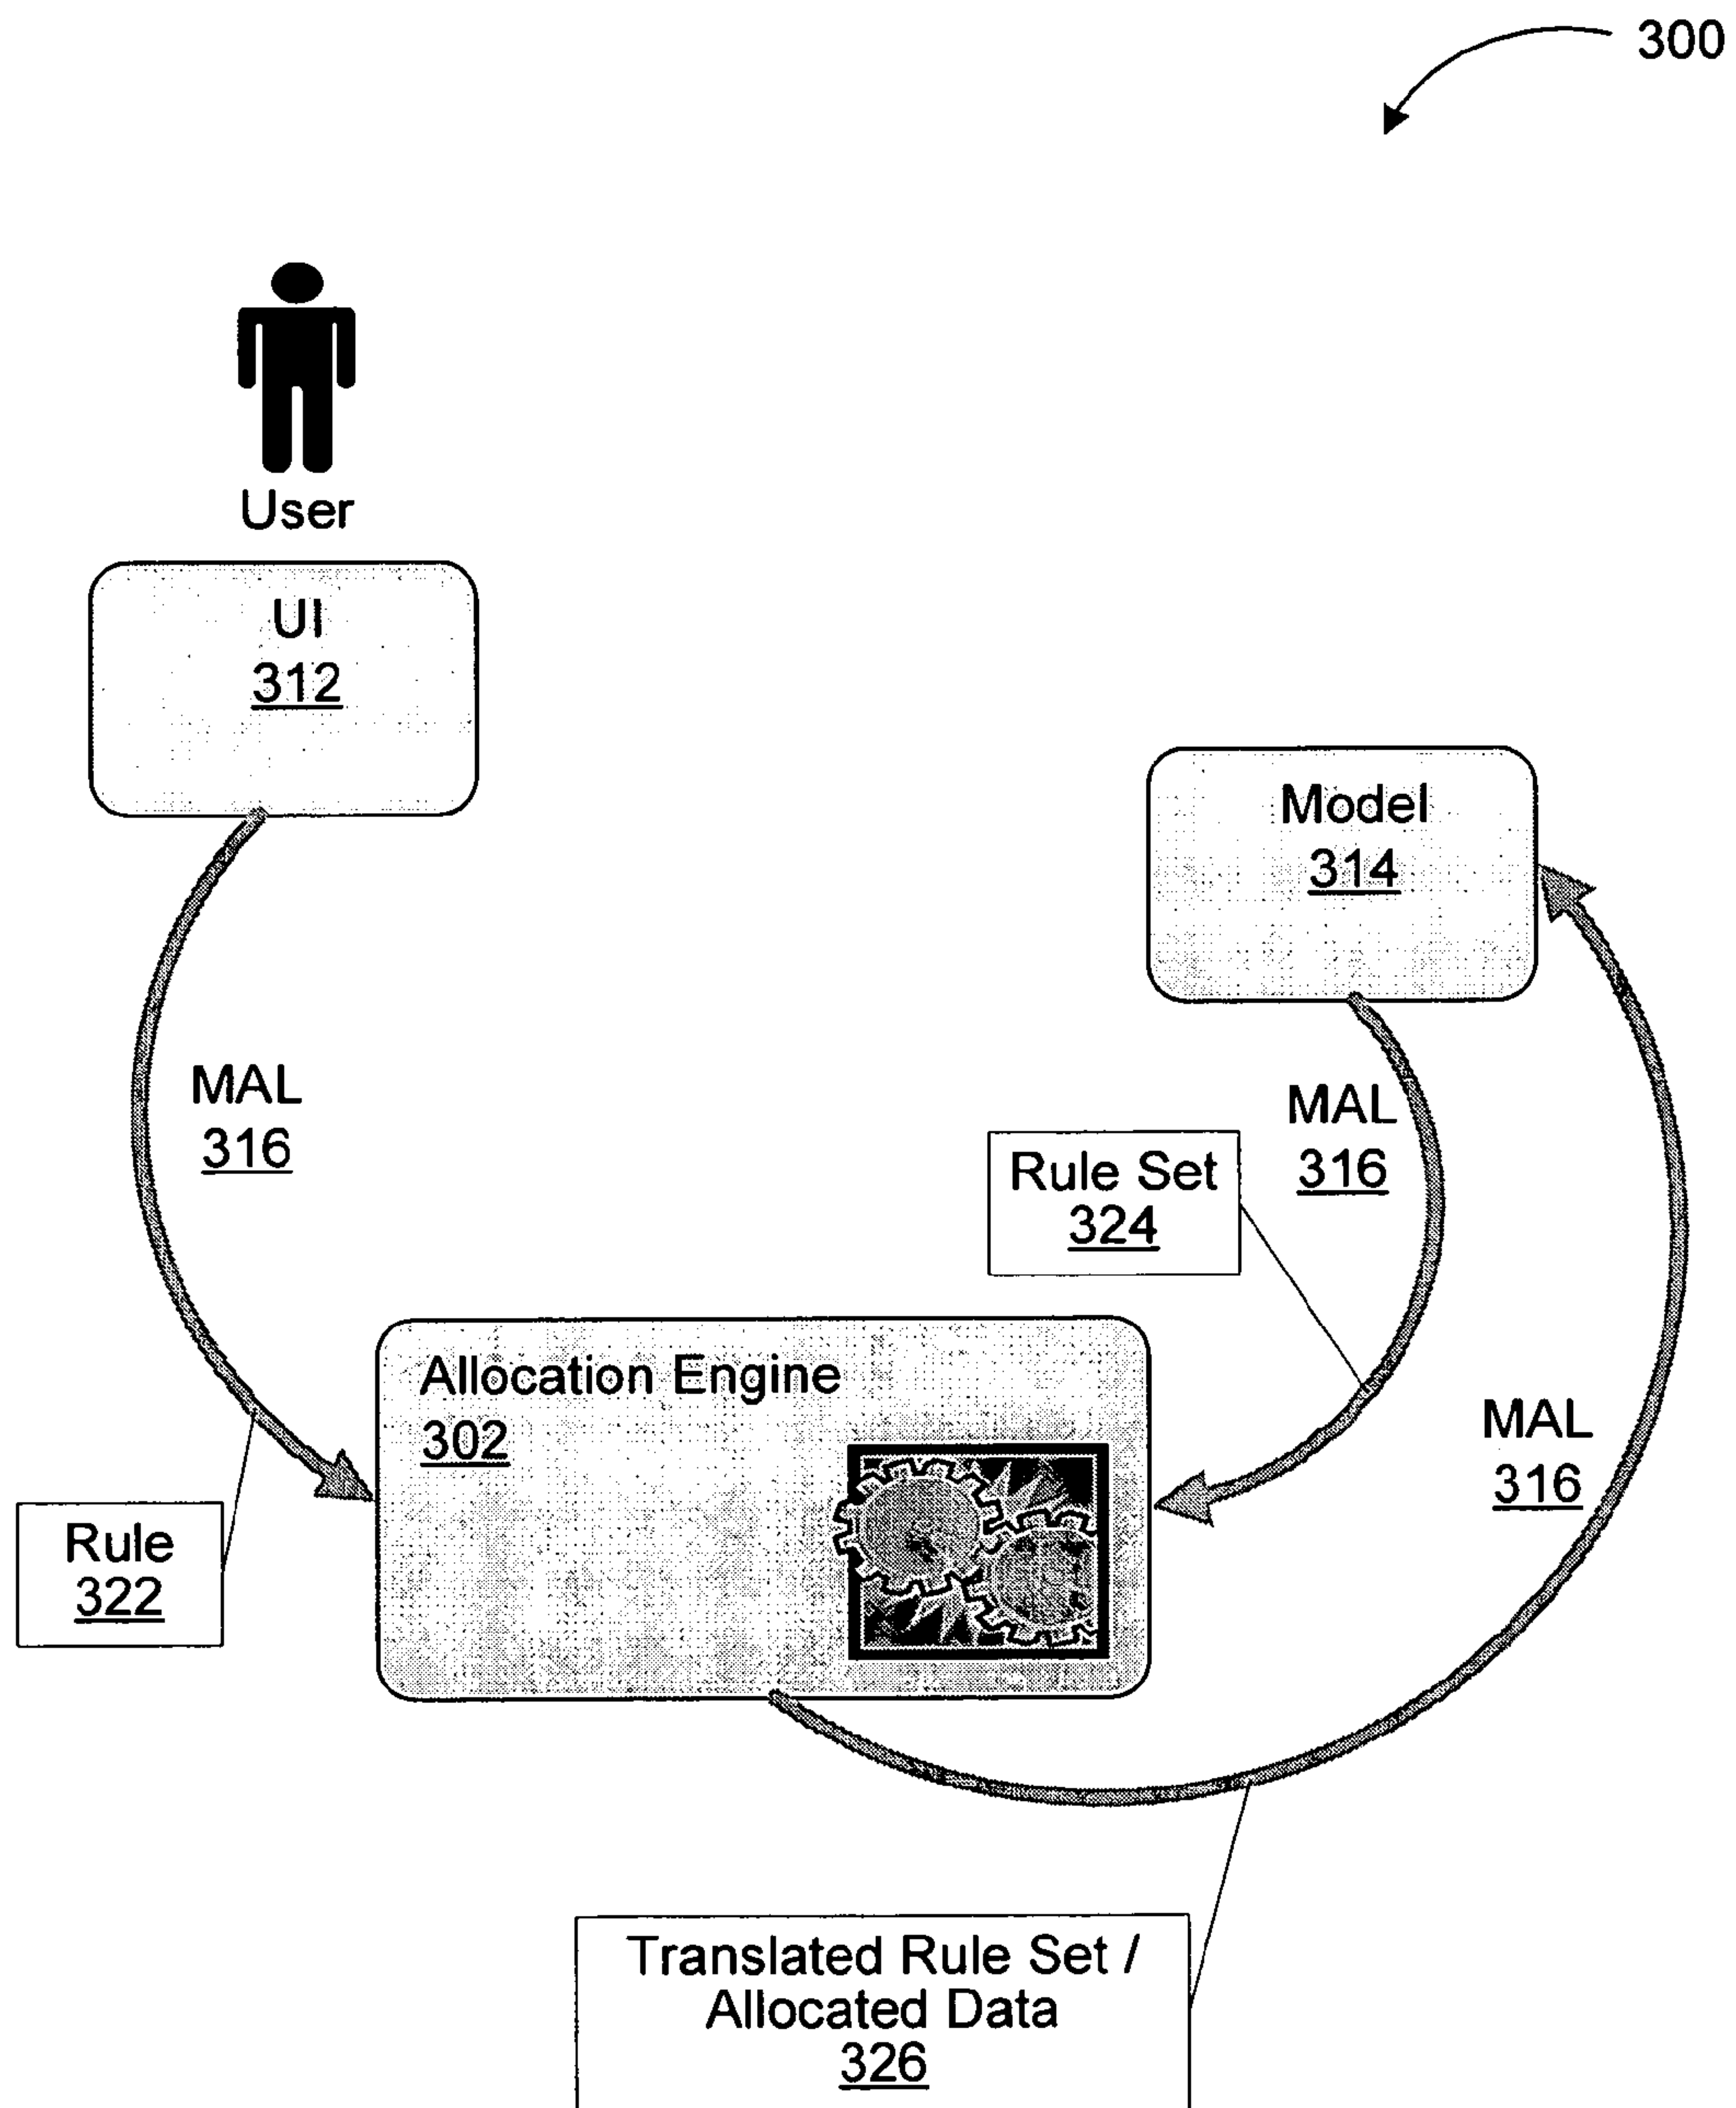 300
User
UI
312
Model
314
MAL
316
MAL
316
Rule Set
324
Allocation Engine
302
MAL
316
Rule
322
Translated Rule Set /
Allocated Data
326